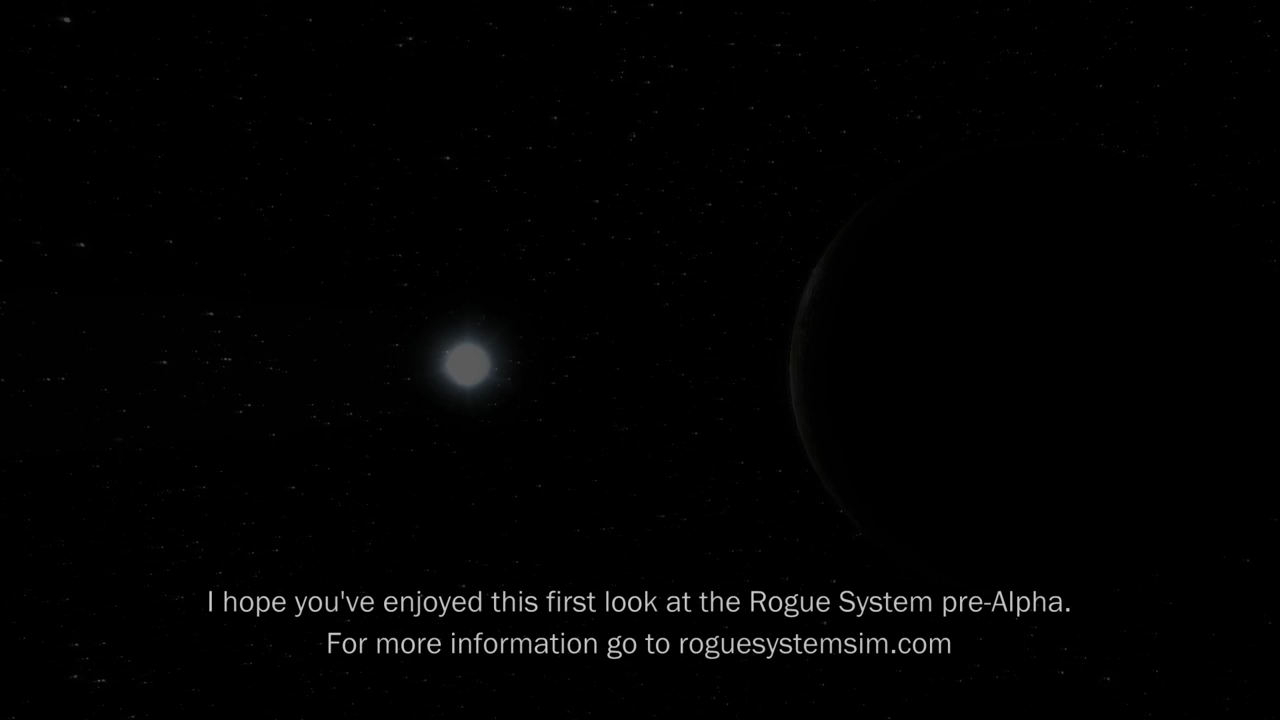 I hope you've enjoyed this first look at the Rogue System pre-Alpha.
For more information go to roguesystemsim.com